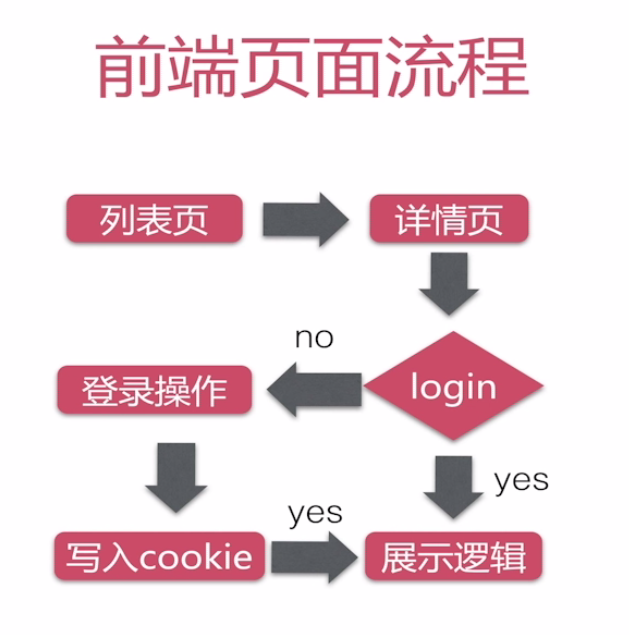 前端页面流程
列表页
详情页
no
登录操作
login
yes
yes
写入cookie
展示逻辑